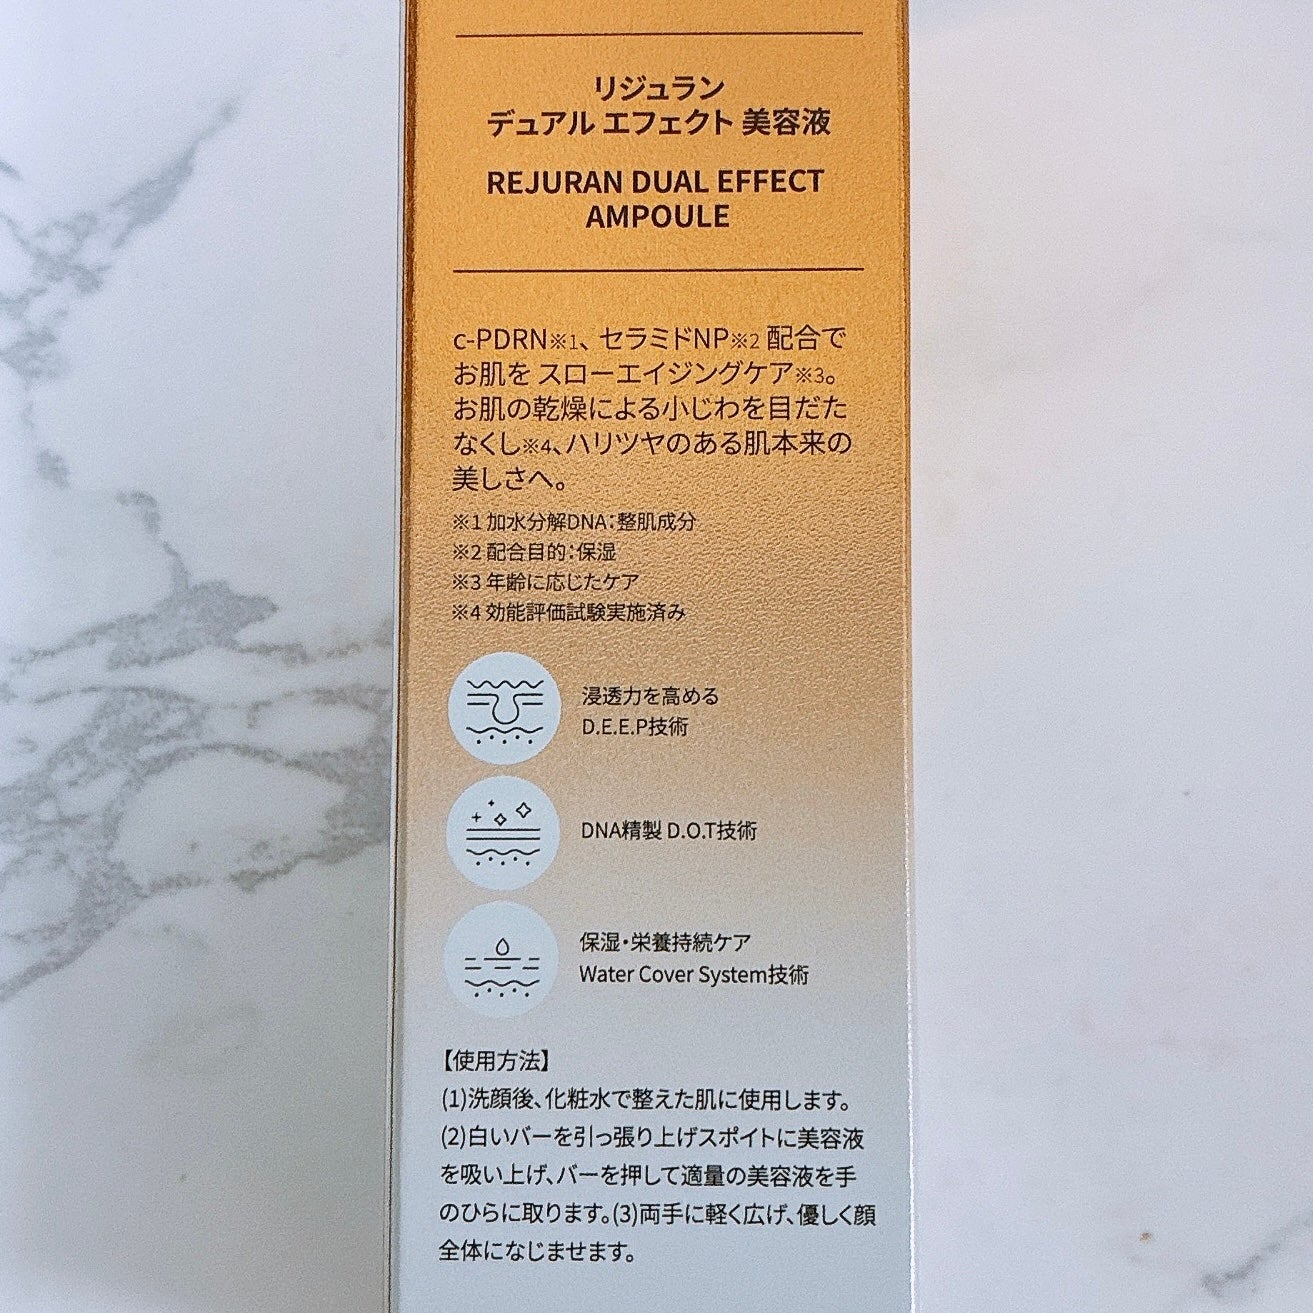 リジュラン
デュアル エフェクト 美容液
REJURAN DUAL EFFECT
AMPOULE
c-PDRN※1、セラミドNP※2 配合で
お肌を スローエイジングケア※3。
お肌の乾燥による小じわを目だた
なくし※4、ハリツヤのある肌本来の
美しさへ。
※1 加水分解DNA：整肌成分
※2 配合目的：保湿
※3 年齢に応じたケア
※4 効能評価試験実施済み
浸透力を高める
D.E.E.P技術
DNA精製 D.O.T技術
保湿・栄養持続ケア
Water Cover System技術
【使用方法】
(1)洗顔後、化粧水で整えた肌に使用します。
(2)白いバーを引っ張り上げスポイトに美容液
を吸い上げ、バーを押して適量の美容液を手
のひらに取ります。(3)両手に軽く広げ、優しく顔
全体になじませます。